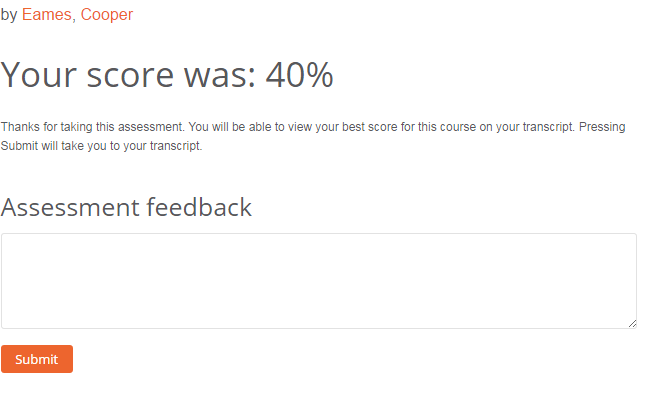 by Eames, Cooper
Your score was: 40%
Thanks for taking this assessment. You will be able to view your best score for this course on your transcript. Pressing
Submit will take you to your transcript.
Assessment feedback
Submit